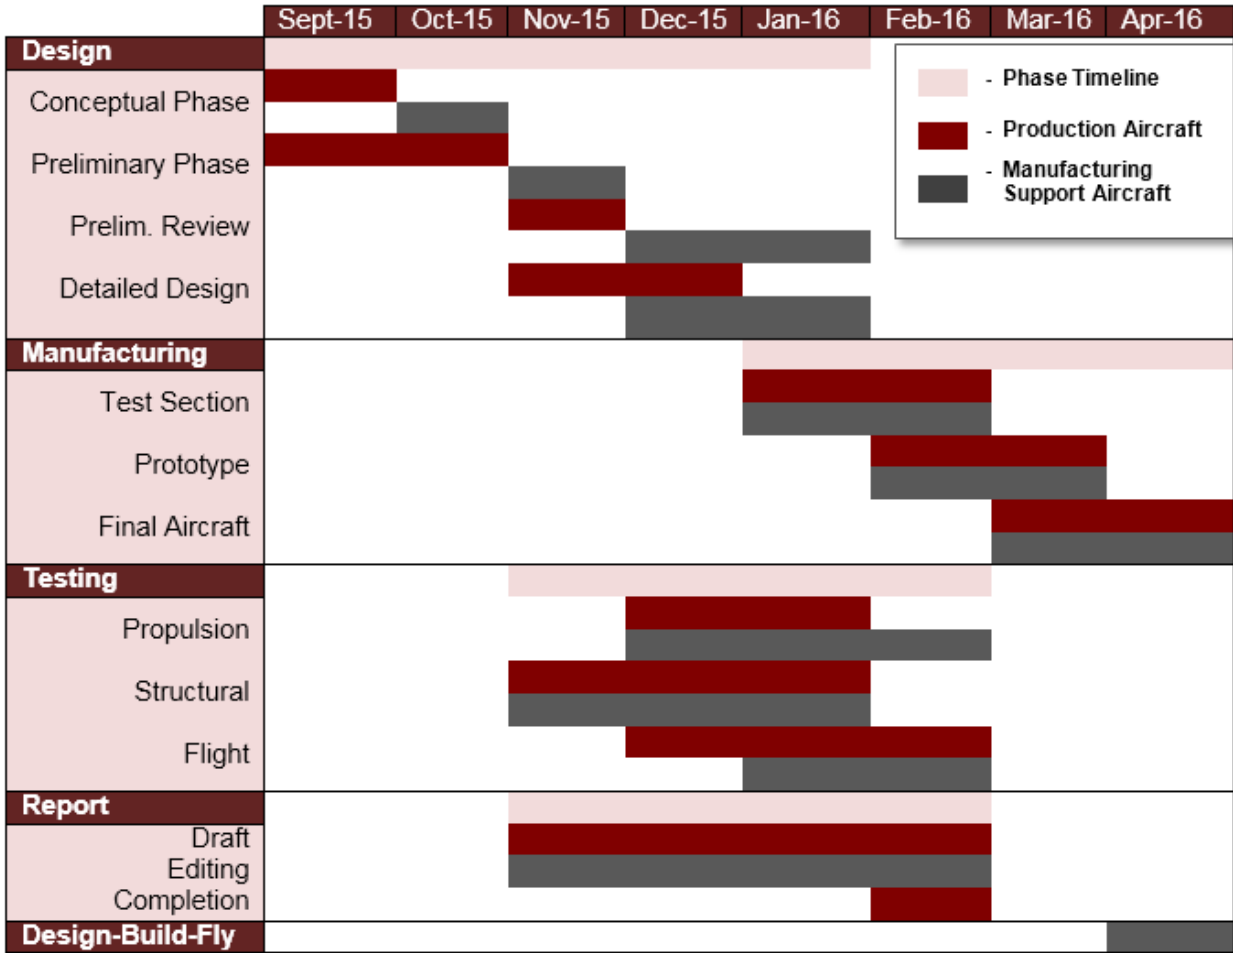 Sept-15 Oct-15 Nov-15 Dec-15 Jan-16 Feb-16 Mar-16 Apr-16
Design
- Phase Timeline
- Production Aircraft
- Manufacturing
Support Aircraft
Conceptual Phase
Preliminary Phase
Prelim. Review
Detailed Design
Manufacturing
Test Section
Prototype
Final Aircraft
Testing
Propulsion
Structural
Flight
Report
Draft
Editing
Completion
Design-Build-Fly